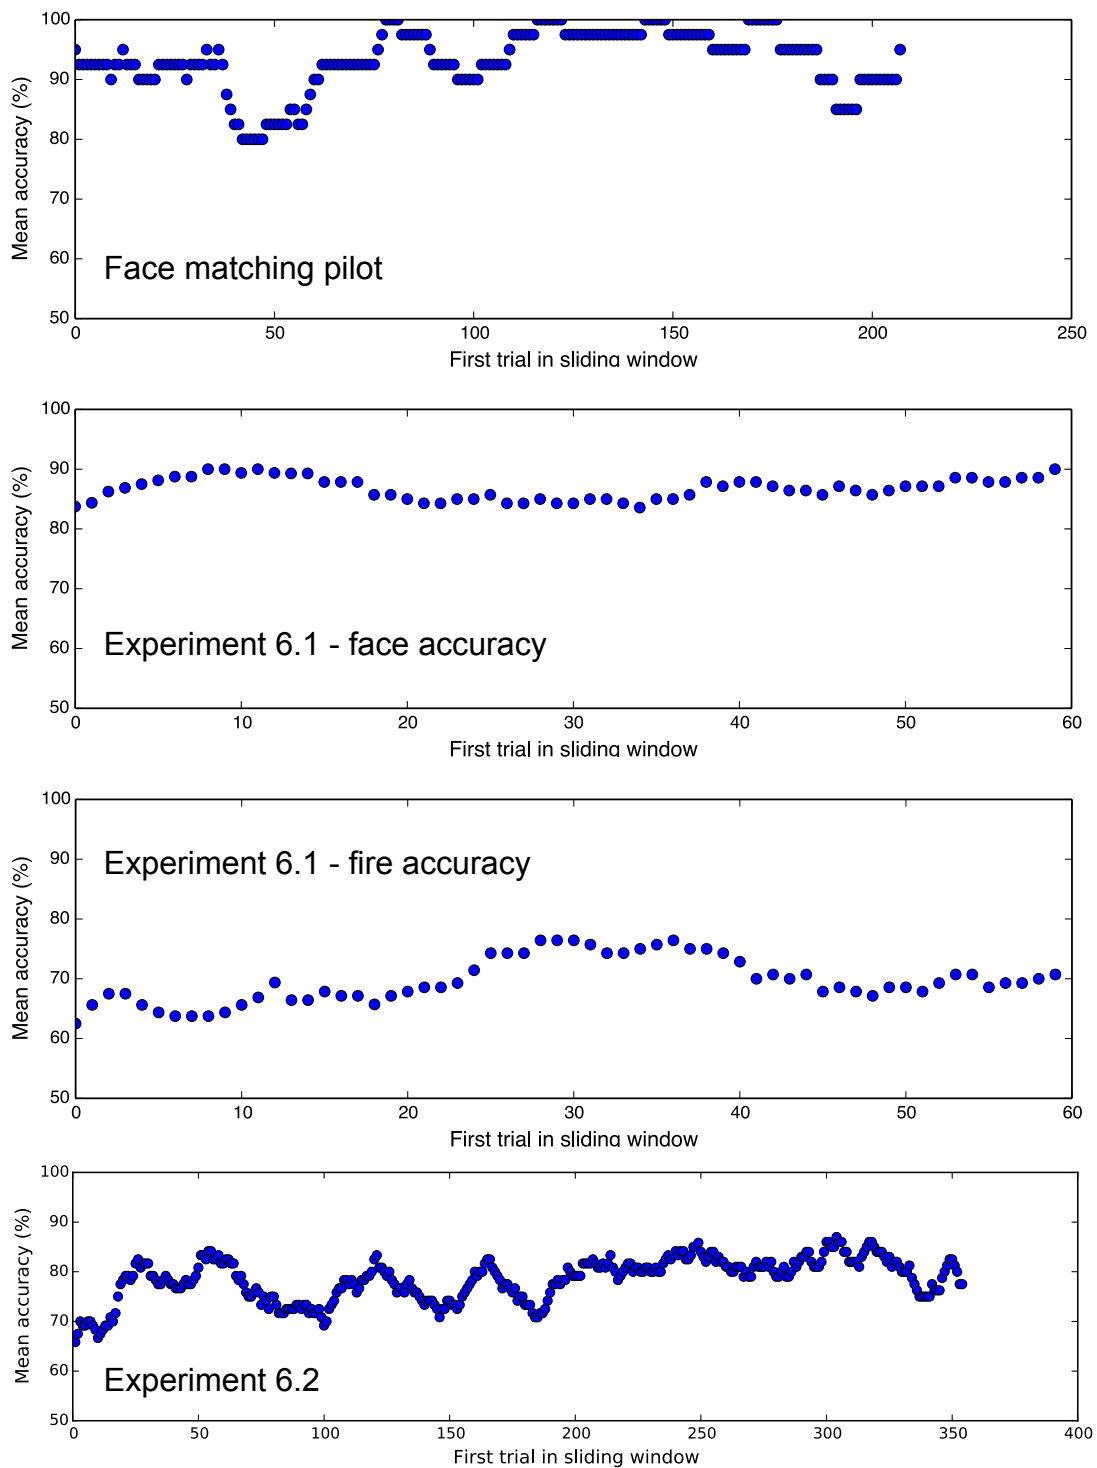 100
90
80
70
60
50
Mean accuracy (%)
Face matching pilot
0 50 100 150 200 250
First trial in sliding window
100
90
80
70
60
50
Mean accuracy (%)
Experiment 6.1 - face accuracy
0 10 20 30 40 50 60
First trial in sliding window
100
90
80
70
60
50
Mean accuracy (%)
Experiment 6.1 - fire accuracy
0 10 20 30 40 50 60
First trial in sliding window
100
90
80
70
60
50
Mean accuracy (%)
Experiment 6.2
0 50 100 150 200 250 300 350 400
First trial in sliding window